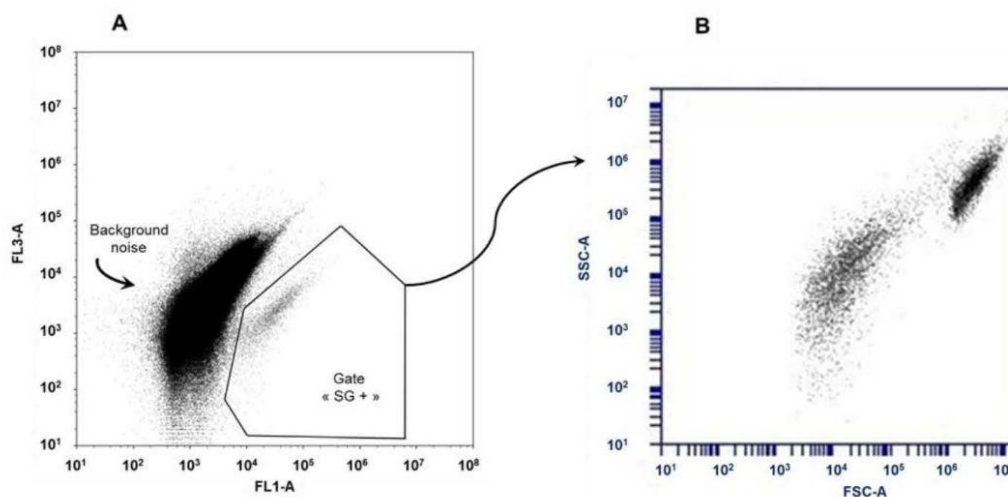 A
B
10⁸
10⁷
10⁶
10⁵
10⁴
10³
10²
10¹
FL3-A
Background
noise
Gate
« SG + »
10¹ 10² 10³ 10⁴ 10⁵ 10⁶ 10⁷ 10⁸
FL1-A
10⁷
10⁶
10⁵
10⁴
10³
10²
10¹
SSC-A
10¹ 10² 10³ 10⁴ 10⁵ 10⁶
FSC-A